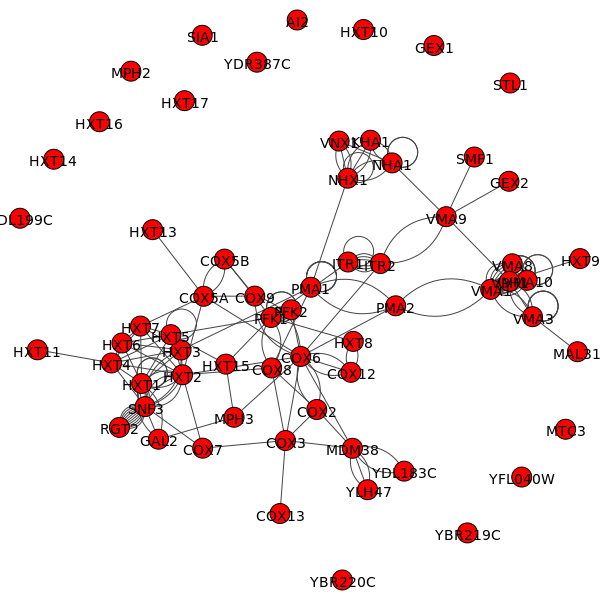 AI2
HXT10
SIA1
GEX1
YDR387C
MPH2
STL1
HXT17
HXT16
VNX1
KHA1
HXT14
SMF1
NHA1
NHX1
GEX2
DL199C
VMA9
HXT13
COX5B
ITR1
ITR2
VMA8
HXT9
VMA10
PMA1
VMA1
COX5A
COX9
PMA2
PFK2
PFK1
VMA3
HXT7
HXT5
HXT6
HXT8
HXT11
HXT3
MAL31
HXT4
HXT15
COX6
COX8
COX12
HXT2
HXT1
SNF3
COX2
MPH3
RGT2
MTC3
GAL2
COX3
COX7
MDM38
YDL183C
YFL040W
YLH47
COX13
YBR219C
YBR220C